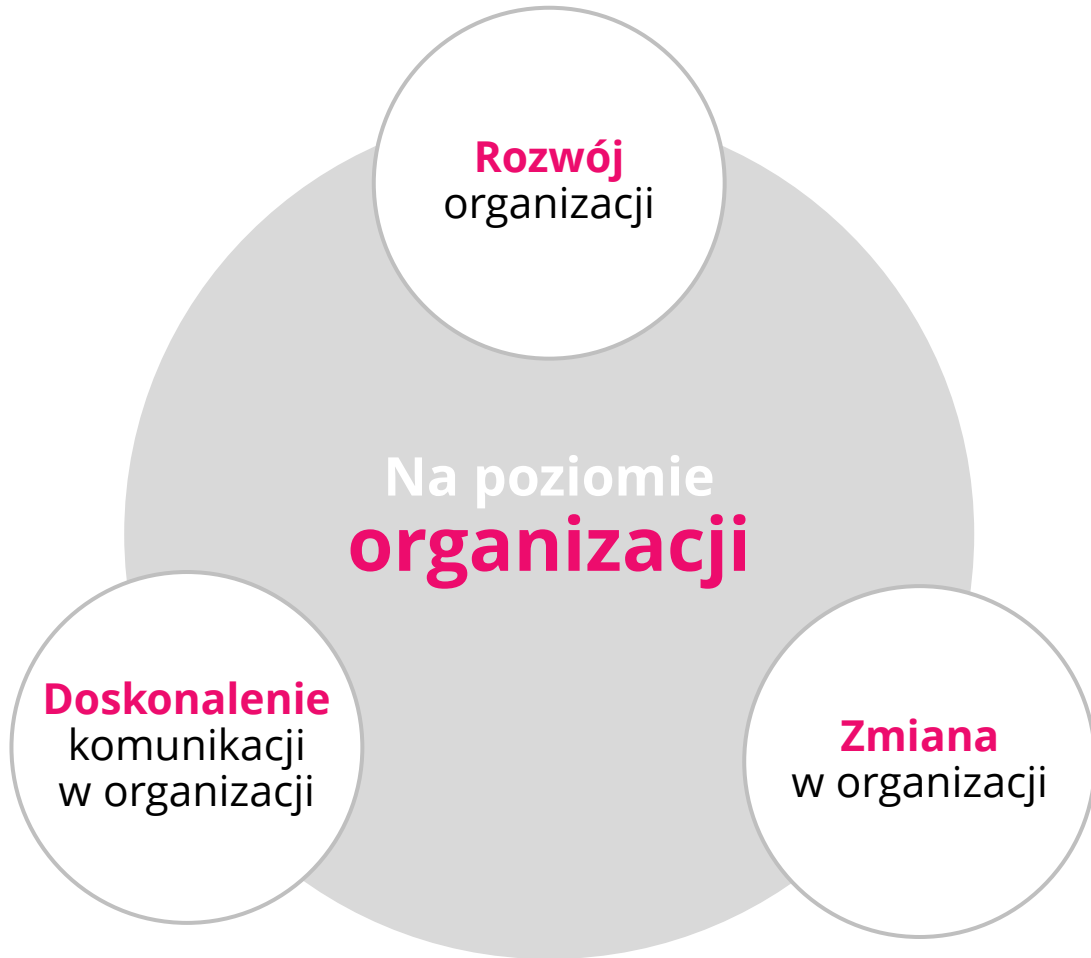 Rozwój
organizacji
Na poziomie
organizacji
Doskonalenie
komunikacji
w organizacji
Zmiana
w organizacji